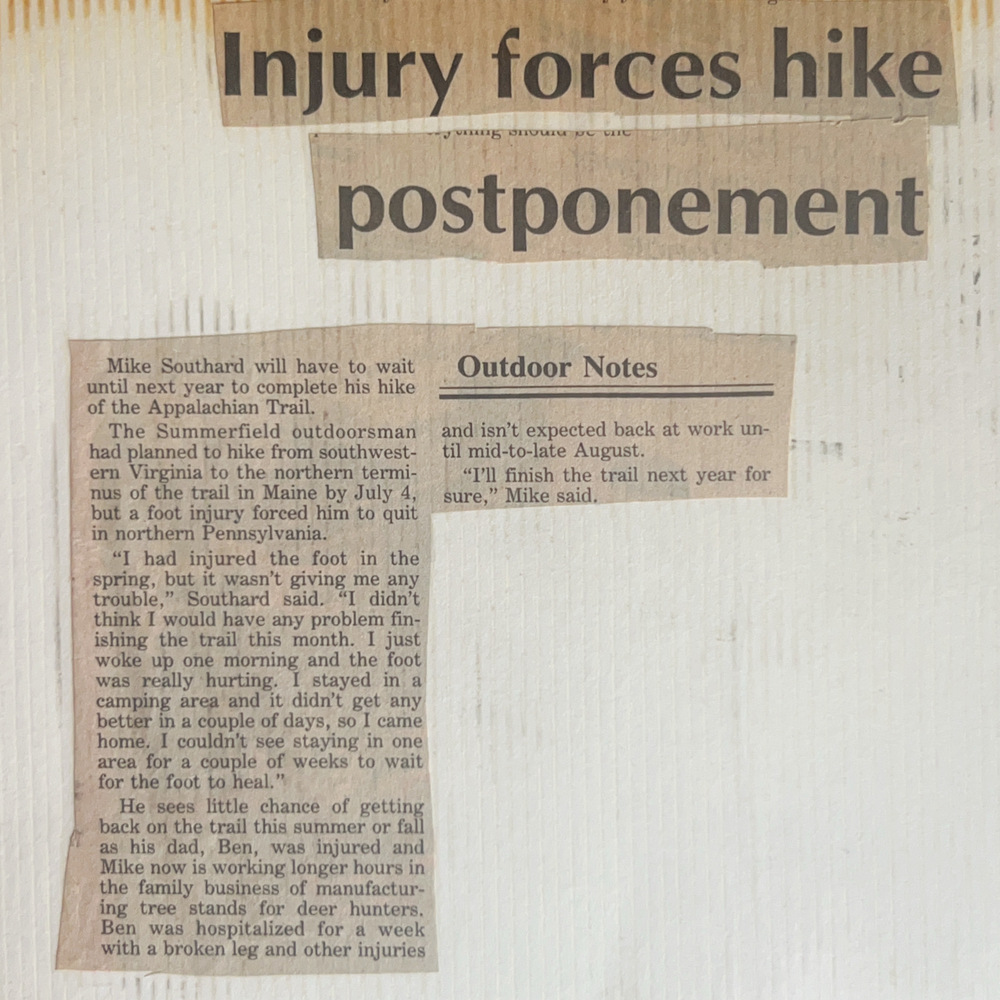 Injury forces hike
ything should be the
postponement
Mike Southard will have to wait
until next year to complete his hike
of the Appalachian Trail.
The Summerfield outdoorsman
had planned to hike from southwest-
ern Virginia to the northern termi-
nus of the trail in Maine by July 4,
but a foot injury forced him to quit
in northern Pennsylvania.
“I had injured the foot in the
spring, but it wasn't giving me any
trouble,” Southard said. “I didn't
think I would have any problem fin-
ishing the trail this month. I just
woke up one morning and the foot
was really hurting. I stayed in a
camping area and it didn't get any
better in a couple of days, so I came
home. I couldn't see staying in one
area for a couple of weeks to wait
for the foot to heal.”
He sees little chance of getting
back on the trail this summer or fall
as his dad, Ben, was injured and
Mike now is working longer hours in
the family business of manufactur-
ing tree stands for deer hunters.
Ben was hospitalized for a week
with a broken leg and other injuries
Outdoor Notes
and isn't expected back at work un-
til mid-to-late August.
“I'll finish the trail next year for
sure,” Mike said.